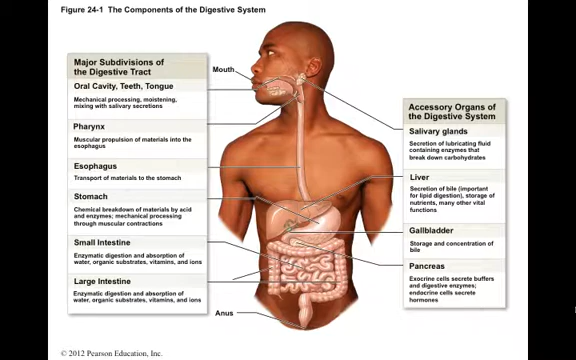 Figure 24-1 The Components of the Digestive System
Major Subdivisions of
the Digestive Tract
Oral Cavity, Teeth, Tongue
Mechanical processing, moistening,
mixing with salivary secretions
Pharynx
Muscular propulsion of materials into the
esophagus
Esophagus
Transport of materials to the stomach
Stomach
Chemical breakdown of materials by acid
and enzymes; mechanical processing
through muscular contractions
Small Intestine
Enzymatic digestion and absorption of
water, organic substrates, vitamins, and ions
Large Intestine
Enzymatic digestion and absorption of
water, organic substrates, vitamins, and ions
Mouth
Anus
Accessory Organs of
the Digestive System
Salivary glands
Secretion of lubricating fluid
containing enzymes that
break down carbohydrates
Liver
Secretion of bile (important
for lipid digestion), storage of
nutrients, many other vital
functions
Gallbladder
Storage and concentration of
bile
Pancreas
Exocrine cells secrete buffers
and digestive enzymes;
endocrine cells secrete
hormones
© 2012 Pearson Education, Inc.